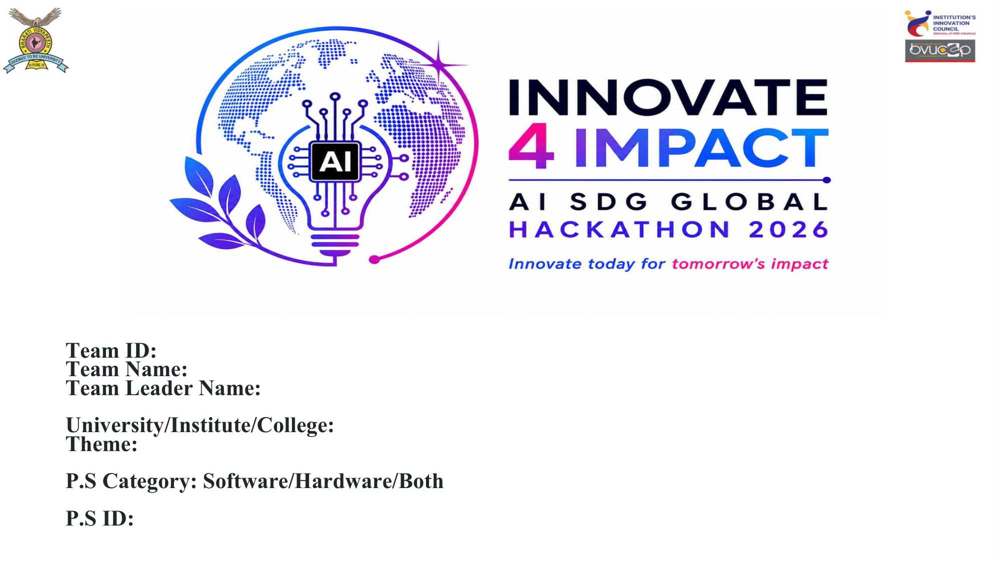 BHARATI VIDYAPEETH
DEEMED TO BE UNIVERSITY
PUNE
INSTITUTION'S
INNOVATION
COUNCIL
(Ministry of HRD Initiative)
AI
INNOVATE
4 IMPACT
AI SDG GLOBAL
HACKATHON 2026
Innovate today for tomorrow's impact
Team ID:
Team Name:
Team Leader Name:
University/Institute/College:
Theme:
P.S Category: Software/Hardware/Both
P.S ID: